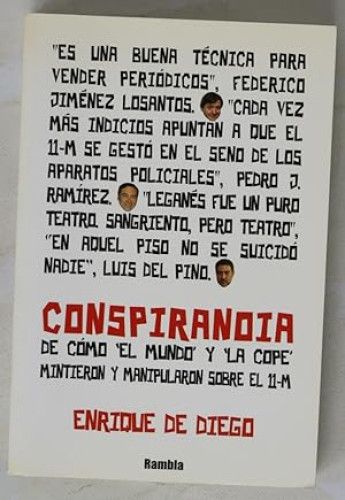 "ES UNA BUENA TÉCNICA PARA
VENDER PERIÓDICOS", FEDERICO
JIMÉNEZ LOSANTOS. "CADA VEZ
MÁS INDICIOS APUNTAN A QUE EL
11-M SE GESTÓ EN EL SENO DE LOS
APARATOS POLICIALES", PEDRO J.
RAMÍREZ. "LEGANÉS FUE UN PURO
TEATRO. SANGRIENTO, PERO TEATRO",
"EN AQUEL PISO NO SE SUICIDÓ
NADIE", LUIS DEL PINO.
CONSPIRANOIA
DE CÓMO 'EL MUNDO' Y 'LA COPE'
MINTIERON Y MANIPULARON SOBRE EL 11-M
ENRIQUE DE DIEGO
Rambla